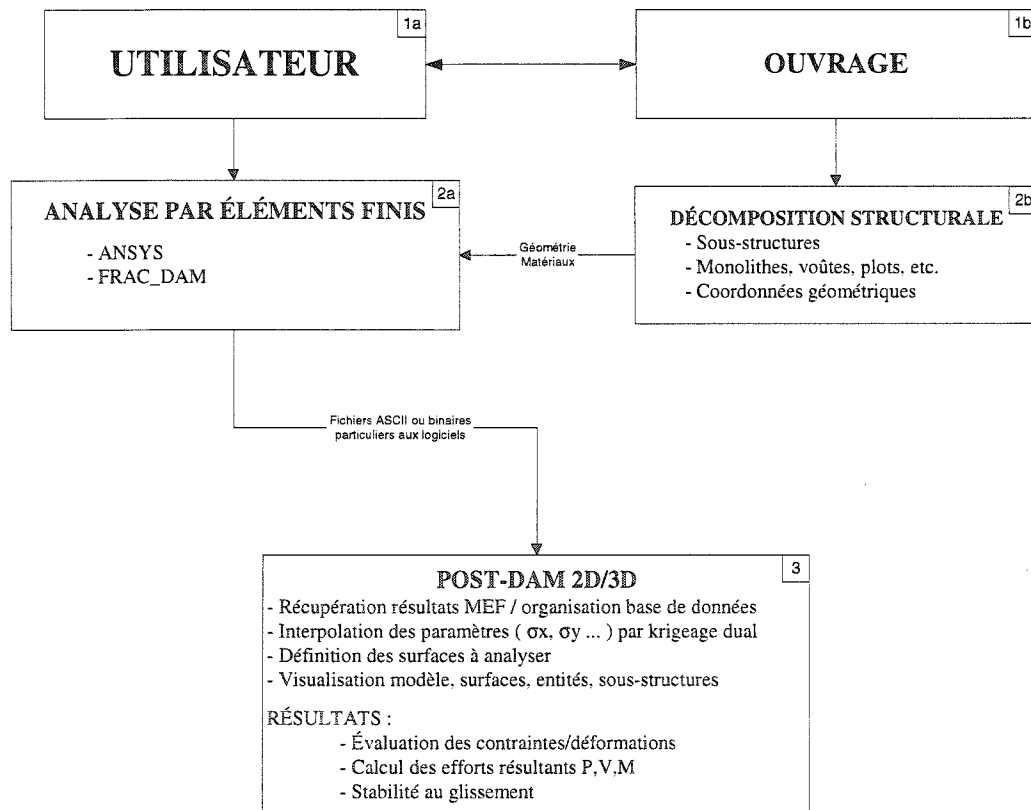 1a
UTILISATEUR
1b
OUVRAGE
2a
ANALYSE PAR ÉLÉMENTS FINIS
- ANSYS
- FRAC_DAM
Géométrie
Matériaux
2b
DÉCOMPOSITION STRUCTURALE
- Sous-structures
- Monolithes, voûtes, plots, etc.
- Coordonnées géométriques
Fichiers ASCII ou binaires
particuliers aux logiciels
3
POST-DAM 2D/3D
- Récupération résultats MEF / organisation base de données
- Interpolation des paramètres ( σx, σy ... ) par krigeage dual
- Définition des surfaces à analyser
- Visualisation modèle, surfaces, entités, sous-structures
RÉSULTATS :
- Évaluation des contraintes/déformations
- Calcul des efforts résultants P,V,M
- Stabilité au glissement